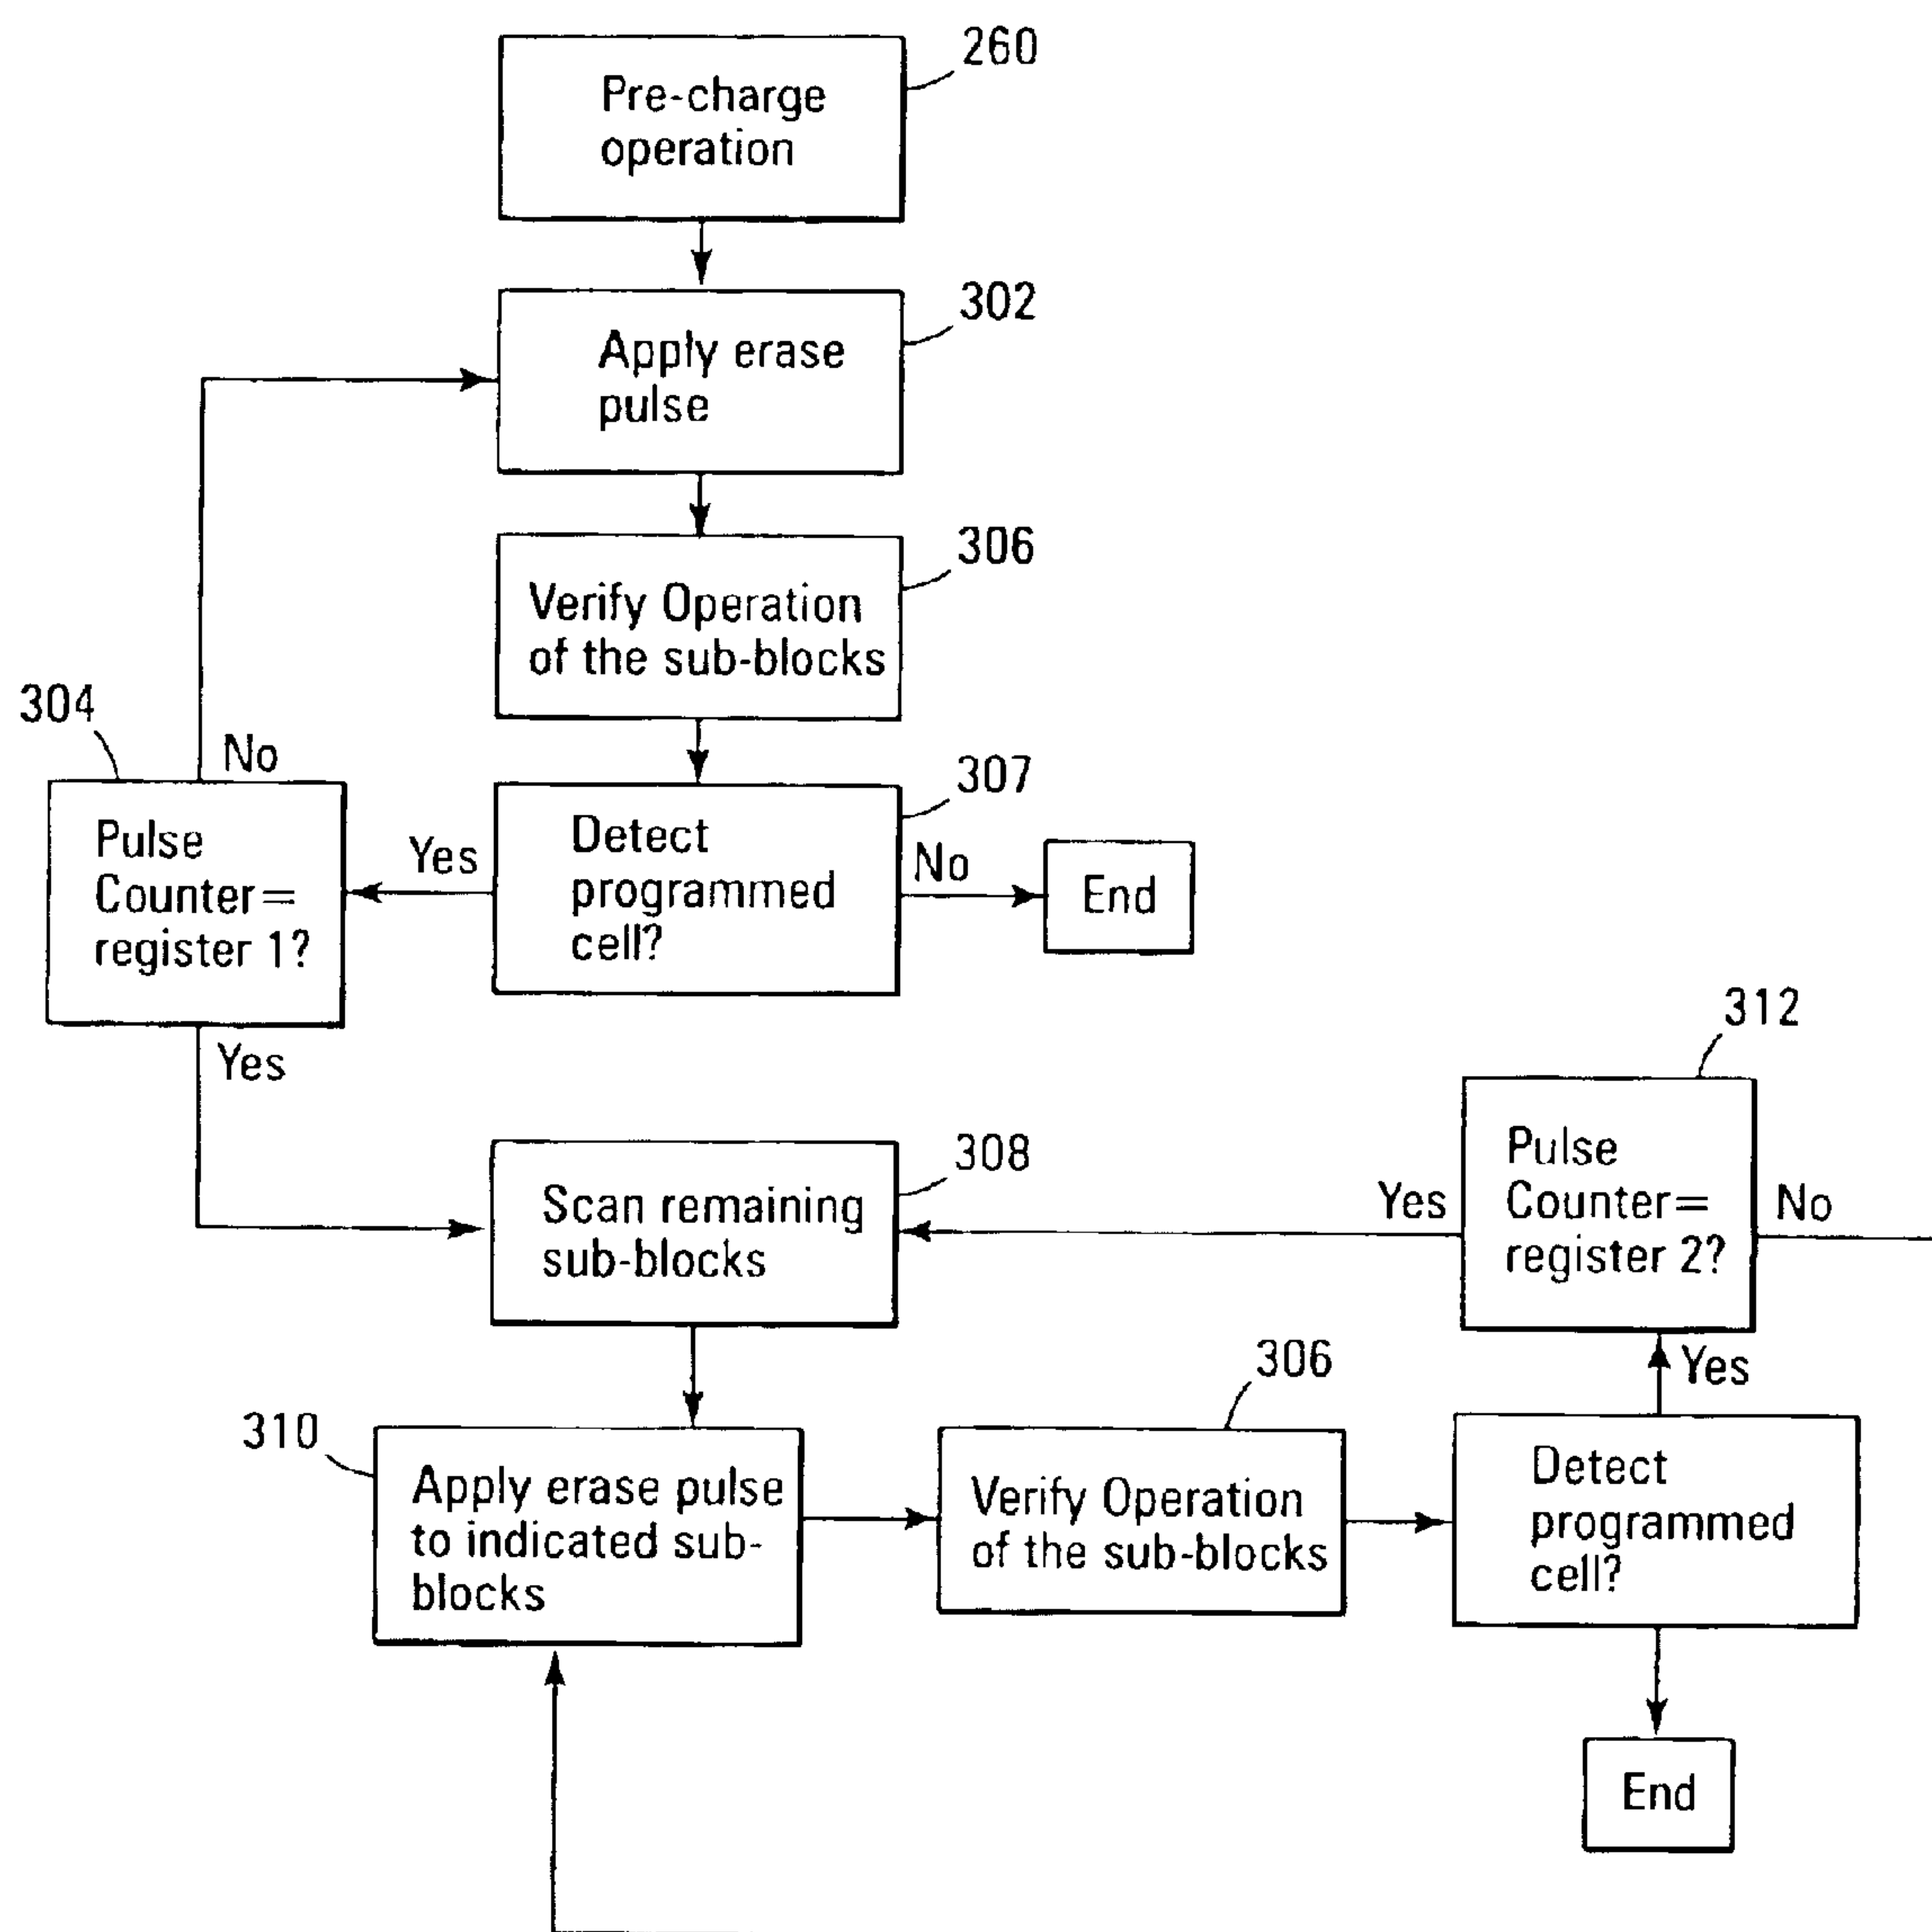 260
Pre-charge
operation
302
Apply erase
pulse
306
Verify Operation
of the sub-blocks
304
No
307
Pulse
Counter=
register 1?
Yes
Detect
programmed
cell?
No
End
Yes
312
308
Scan remaining
sub-blocks
Yes
Pulse
Counter=
register 2?
No
310
Apply erase pulse
to indicated sub-
blocks
306
Verify Operation
of the sub-blocks
Yes
Detect
programmed
cell?
End